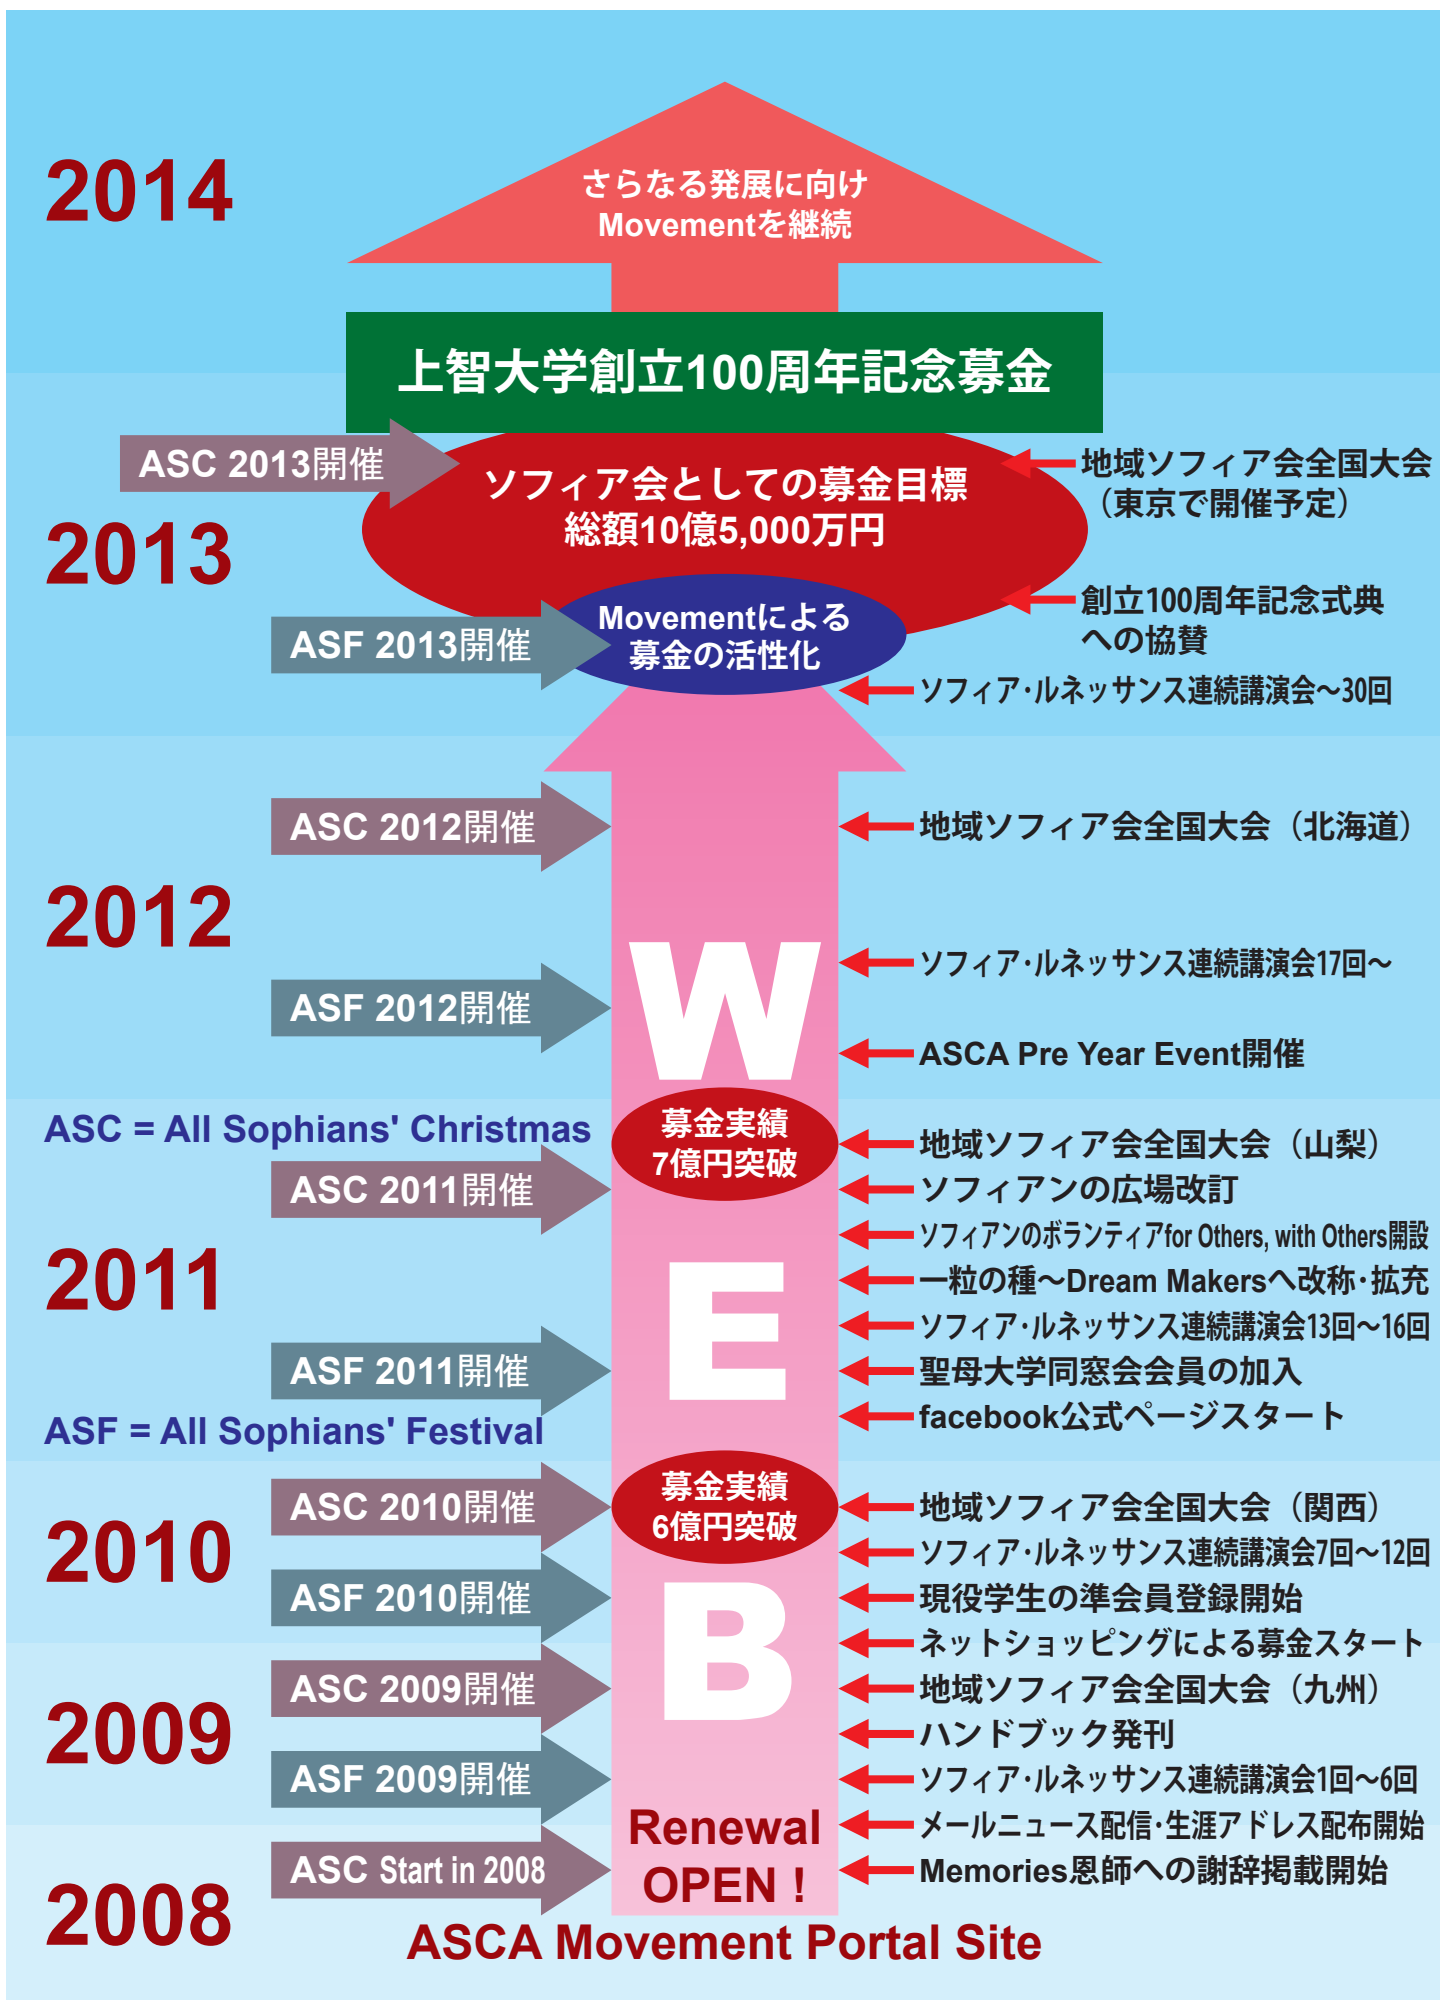 2014
さらなる発展に向け
Movementを継続
上智大学創立100周年記念募金
ASC 2013開催
ソフィア会としての募金目標
総額10億5,000万円
地域ソフィア会全国大会
（東京で開催予定）
2013
Movementによる
募金の活性化
創立100周年記念式典
への協賛
ASF 2013開催
ソフィア・ルネッサンス連続講演会〜30回
ASC 2012開催
地域ソフィア会全国大会（北海道）
2012
W
ソフィア・ルネッサンス連続講演会17回〜
ASF 2012開催
ASCA Pre Year Event開催
ASC = All Sophians' Christmas
募金実績
7億円突破
地域ソフィア会全国大会（山梨）
ASC 2011開催
ソフィアンの広場改訂
ソフィアンのボランティアfor Others, with Others開設
2011
E
一粒の種〜Dream Makersへ改称・拡充
ソフィア・ルネッサンス連続講演会13回〜16回
ASF 2011開催
聖母大学同窓会会員の加入
facebook公式ページスタート
ASF = All Sophians' Festival
ASC 2010開催
募金実績
6億円突破
地域ソフィア会全国大会（関西）
2010
ソフィア・ルネッサンス連続講演会7回〜12回
ASF 2010開催
B
現役学生の準会員登録開始
ネットショッピングによる募金スタート
ASC 2009開催
地域ソフィア会全国大会（九州）
2009
ハンドブック発刊
ASF 2009開催
ソフィア・ルネッサンス連続講演会1回〜6回
Renewal
OPEN！
メールニュース配信・生涯アドレス配布開始
ASC Start in 2008
Memories恩師への謝辞掲載開始
2008
ASCA Movement Portal Site